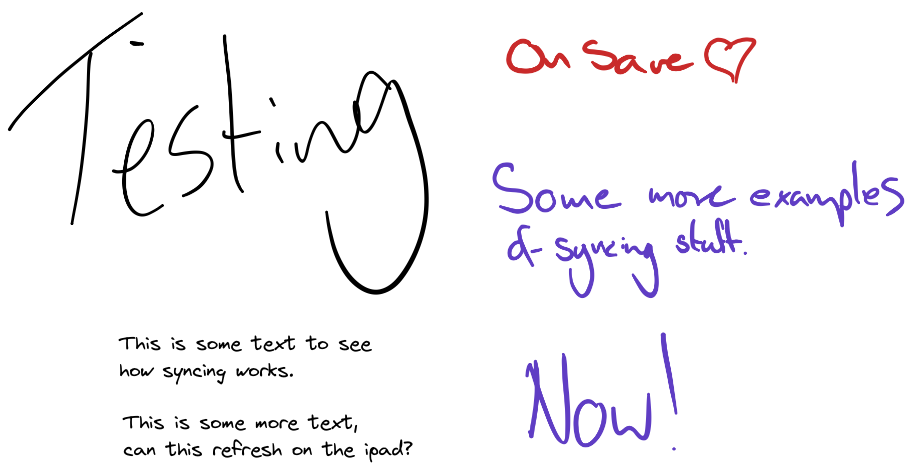 Testing
On Save ♡
Some more examples
of syncing stuff.
This is some text to see
how syncing works.
This is some more text,
can this refresh on the ipad?
Now!